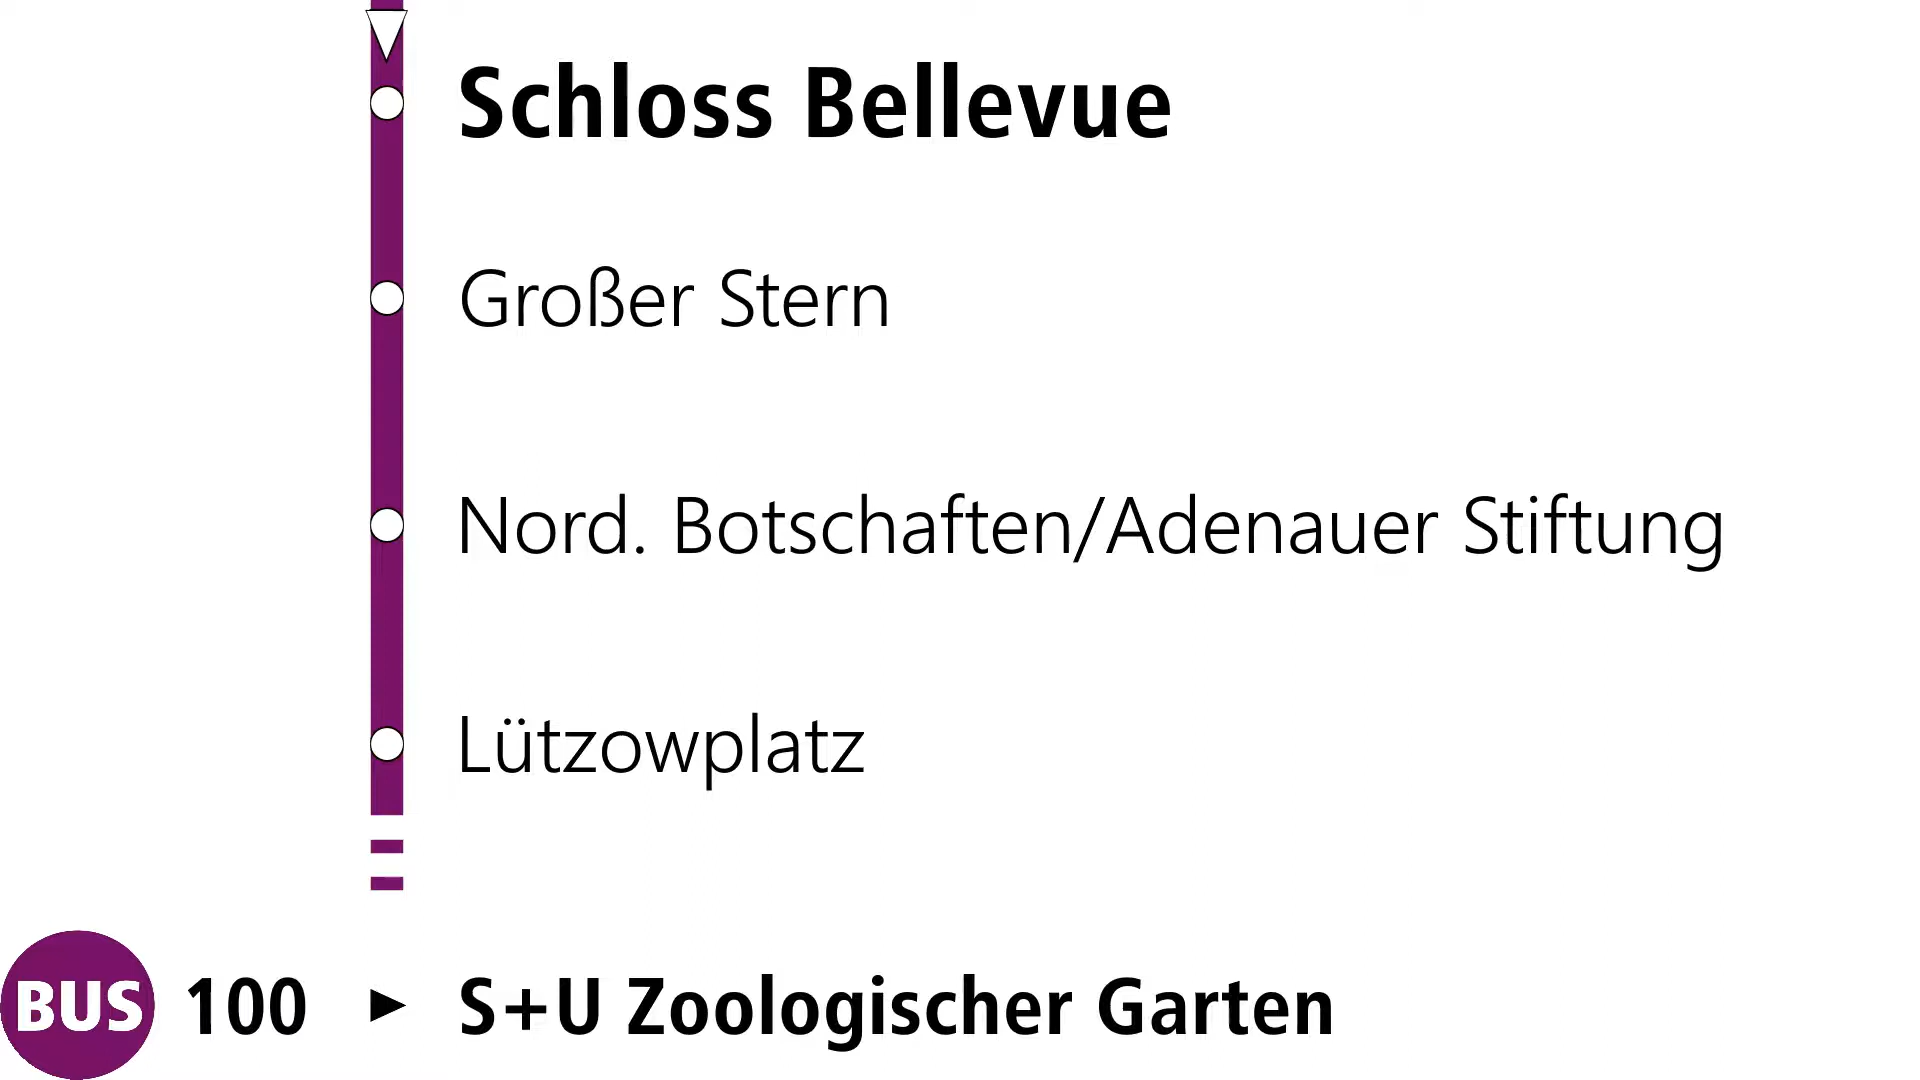 Schloss Bellevue
Großer Stern
Nord. Botschaften/Adenauer Stiftung
Lützowplatz
BUS 100 ► S+U Zoologischer Garten